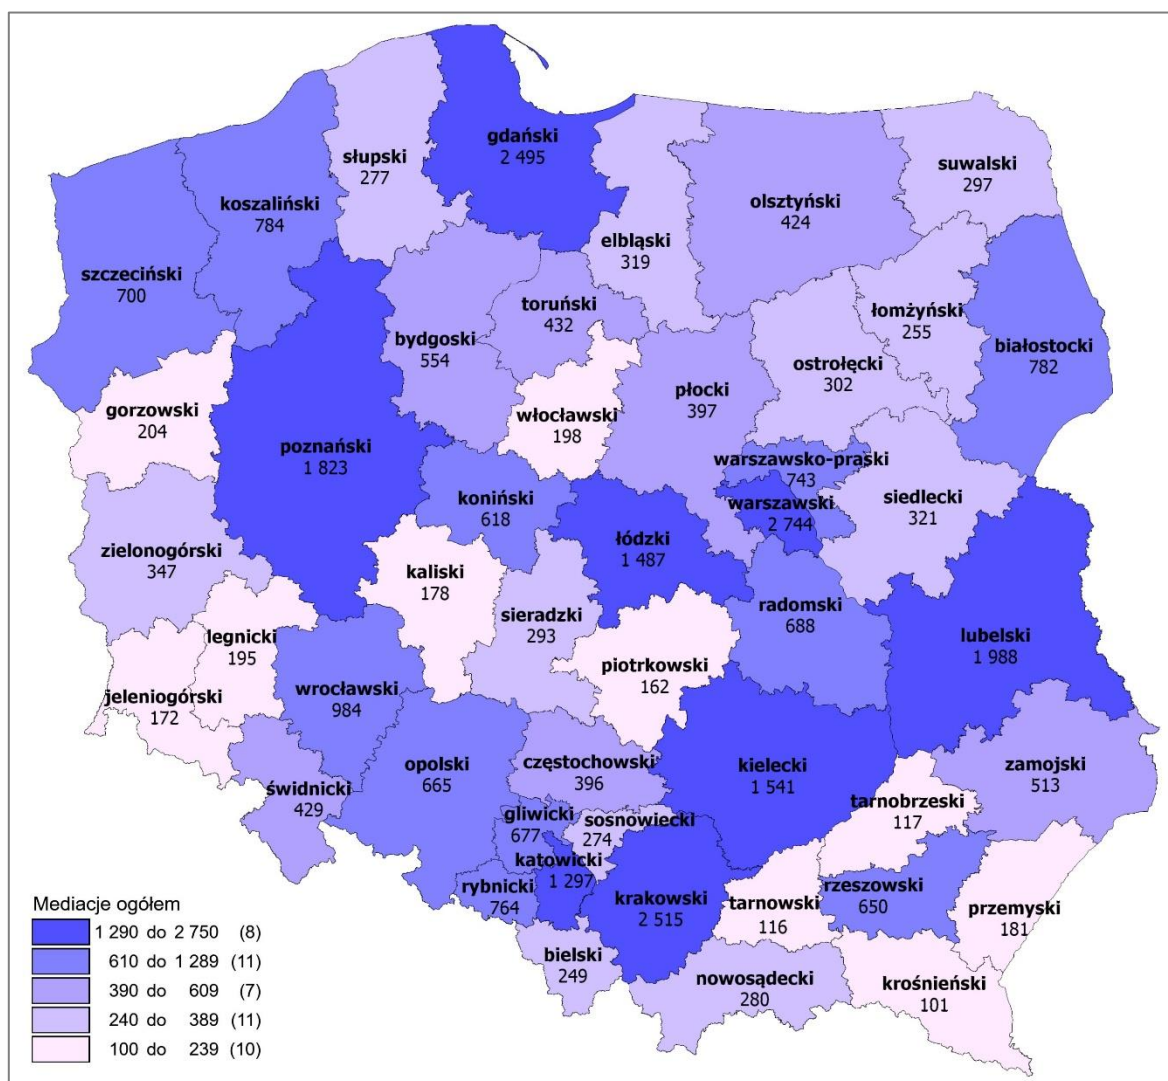 gdański
2 495
słupski
277
suwalski
297
koszaliński
784
olsztyński
424
elbląski
319
szczeciński
700
toruński
432
łomżyński
255
bydgoski
554
białostocki
782
ostrołęcki
302
płocki
397
gorzowski
204
włocławski
198
poznański
1 823
warszawsko-praski
743
koniński
618
warszawski
2 744
siedlecki
321
łódzki
1 487
zielonogórski
347
kaliski
178
sieradzki
293
radomski
688
legnicki
195
lubelski
1 988
piotrkowski
162
jeleniogórski
172
wrocławski
984
opolski
665
częstochowski
396
kielecki
1 541
zamojski
513
świdnicki
429
tarnobrzeski
117
gliwicki
677
sosnowiecki
274
katowicki
1 297
rybnicki
764
krakowski
2 515
tarnowski
116
rzeszowski
650
przemyski
181
bielski
249
nowosądecki
280
krośnieński
101
Mediacje ogółem
1 290 do 2 750 (8)
610 do 1 289 (11)
390 do 609 (7)
240 do 389 (11)
100 do 239 (10)